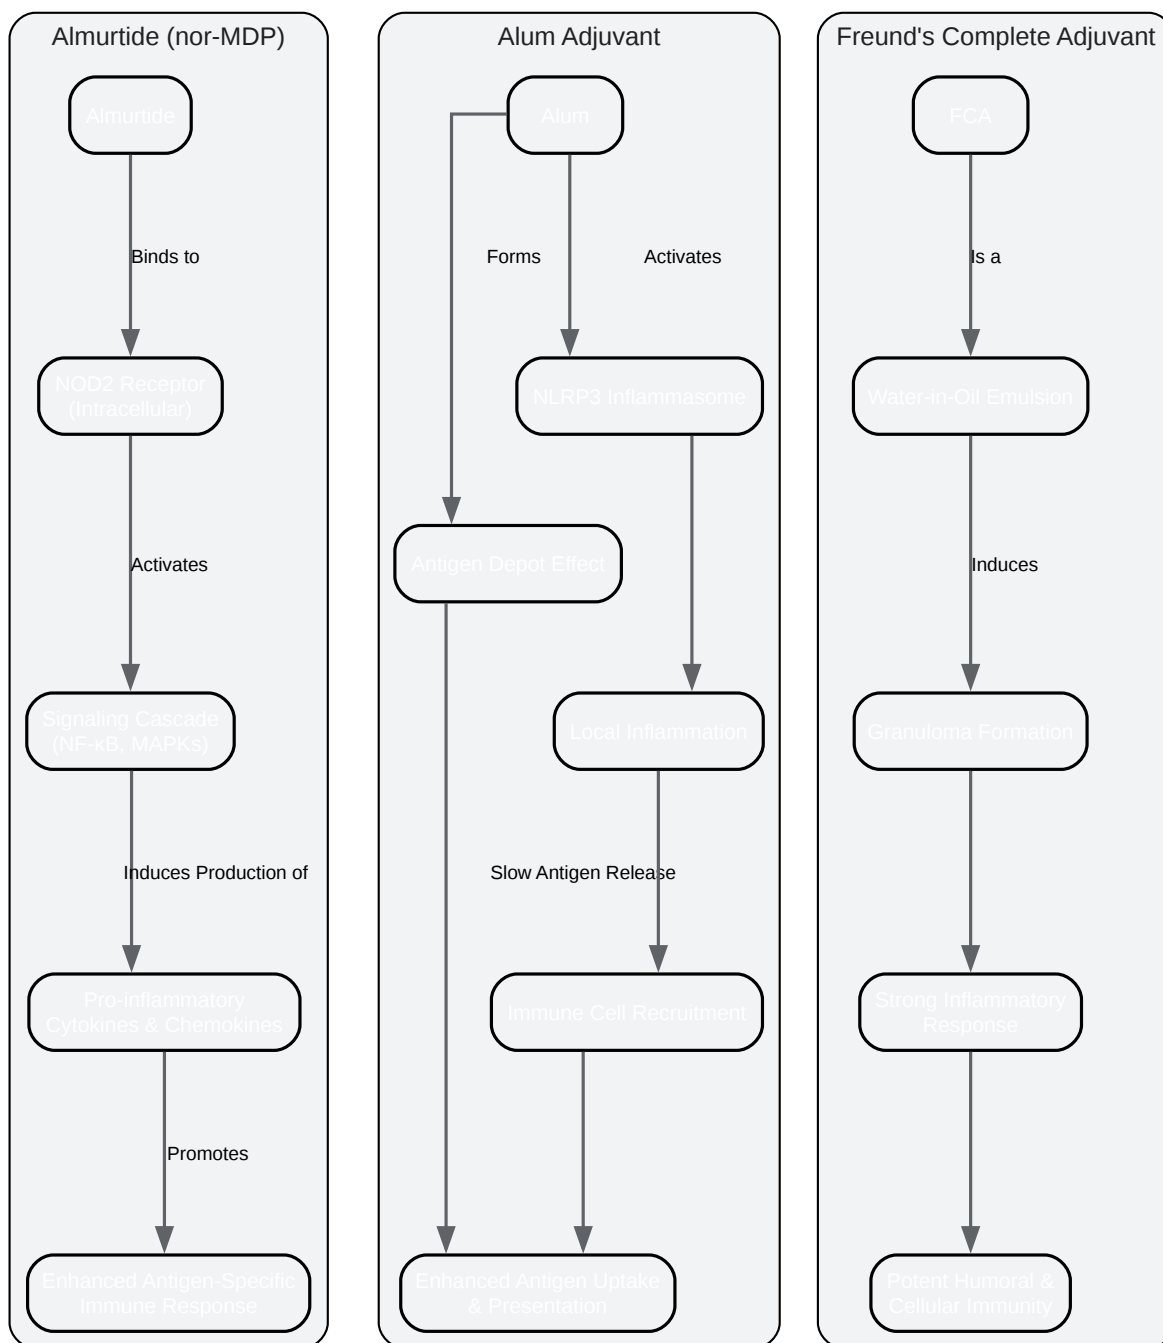 Almurtide (nor-MDP)
Almurtide
Binds to
NOD2 Receptor
(Intracellular)
Activates
Signaling Cascade
(NF-κB, MAPKs)
Induces Production of
Pro-inflammatory
Cytokines & Chemokines
Promotes
Enhanced Antigen-Specific
Immune Response
Alum Adjuvant
Alum
Forms
Activates
NLRP3 Inflammasome
Antigen Depot Effect
Local Inflammation
Slow Antigen Release
Immune Cell Recruitment
Enhanced Antigen Uptake
& Presentation
Freund's Complete Adjuvant
FCA
Is a
Water-in-Oil Emulsion
Induces
Granuloma Formation
Strong Inflammatory
Response
Potent Humoral &
Cellular Immunity